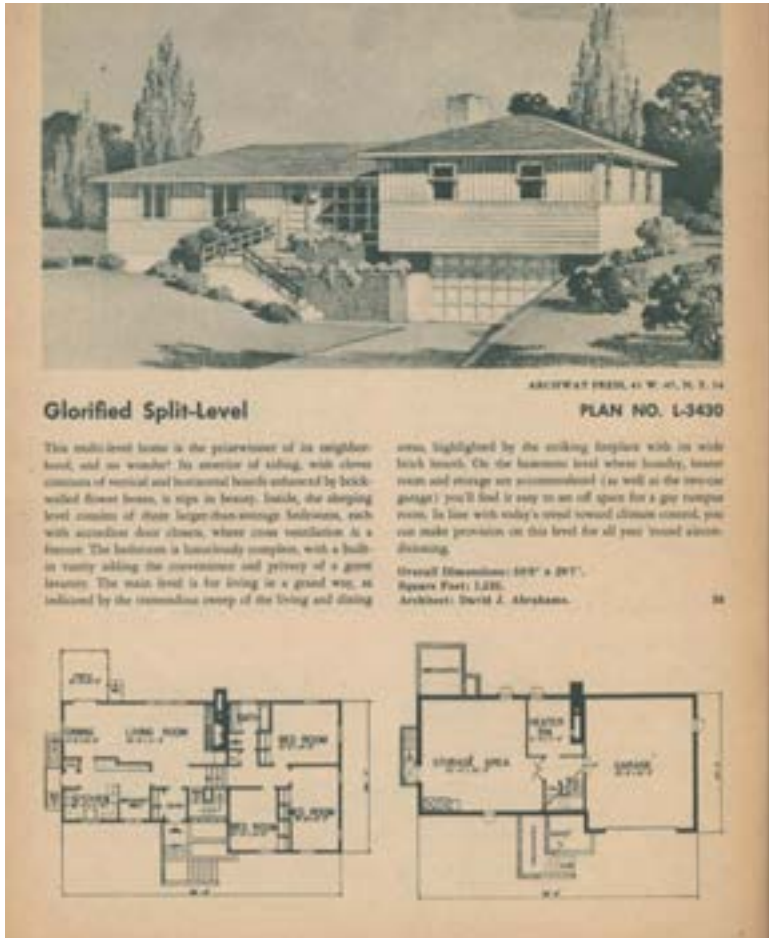 ARCHWAY PRESS, 41 W. 47, N. Y. 36
Glorified Split-Level
PLAN NO. L-3430
This multi-level home is the prizewinner of its neighbor-
hood, and no wonder! Its exterior of siding, with clever
contrasts of vertical and horizontal boards enhanced by brick-
walled flower boxes, is tops in beauty. Inside, the sleeping
level consists of three larger-than-average bedrooms, each
with accordion door closets, where cross ventilation is a
feature. The bathroom is luxuriously complete, with a built-
in vanity adding the convenience and privacy of a guest
lavatory. The main level is for living in a grand way, as
indicated by the tremendous sweep of the living and dining
areas, highlighted by the striking fireplace with its wide
brick hearth. On the basement level where laundry, heater
room and storage are accommodated (as well as the two-car
garage) you'll find it easy to set off space for a gay rumpus
room. In line with today's trend toward climate control, you
can make provision on this level for all year 'round aircon-
ditioning.
Overall Dimensions:
Square Feet:
Architect: David J. Abrahams.
DINING
LIVING ROOM
BATH
BED ROOM
BED ROOM
BED ROOM
STORAGE AREA
HEATER
RM
GARAGE